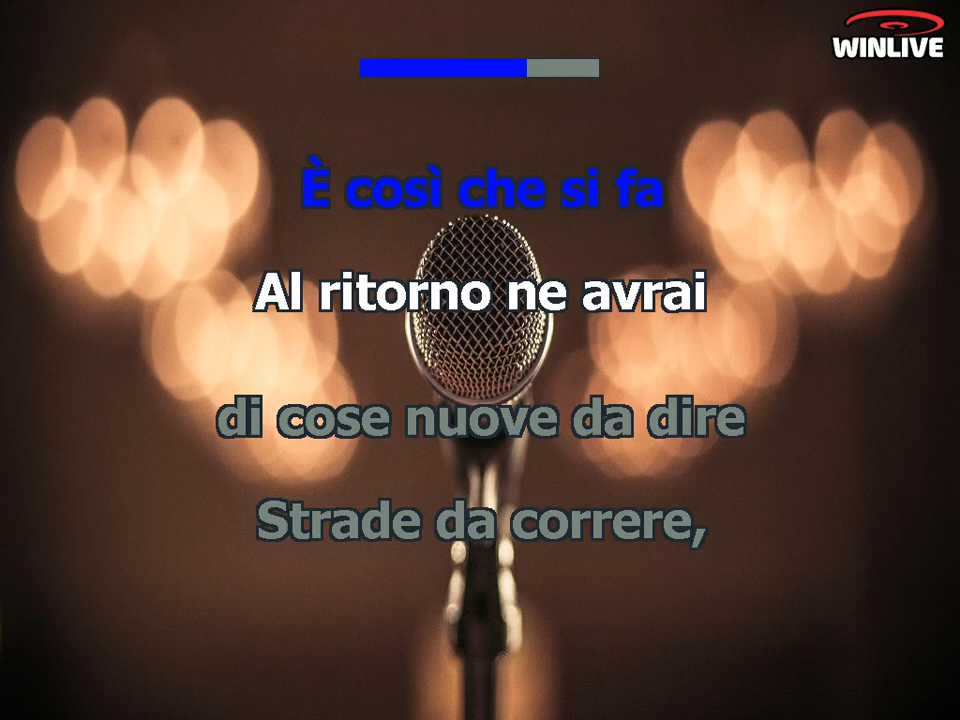 WINLIVE
È così che si fa
Al ritorno ne avrai
di cose nuove da dire
Strade da correre,